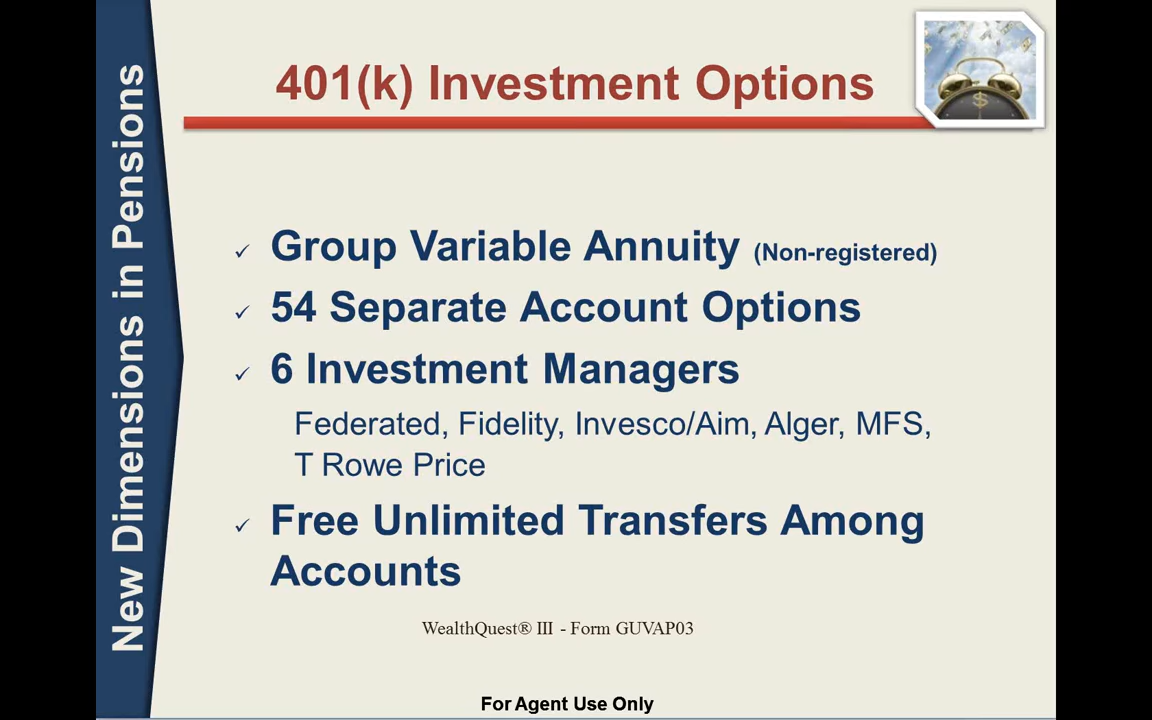 New Dimensions in Pensions
401(k) Investment Options
$
Group Variable Annuity (Non-registered)
54 Separate Account Options
6 Investment Managers
Federated, Fidelity, Invesco/Aim, Alger, MFS,
T Rowe Price
Free Unlimited Transfers Among
Accounts
WealthQuest® III - Form GUVAP03
For Agent Use Only